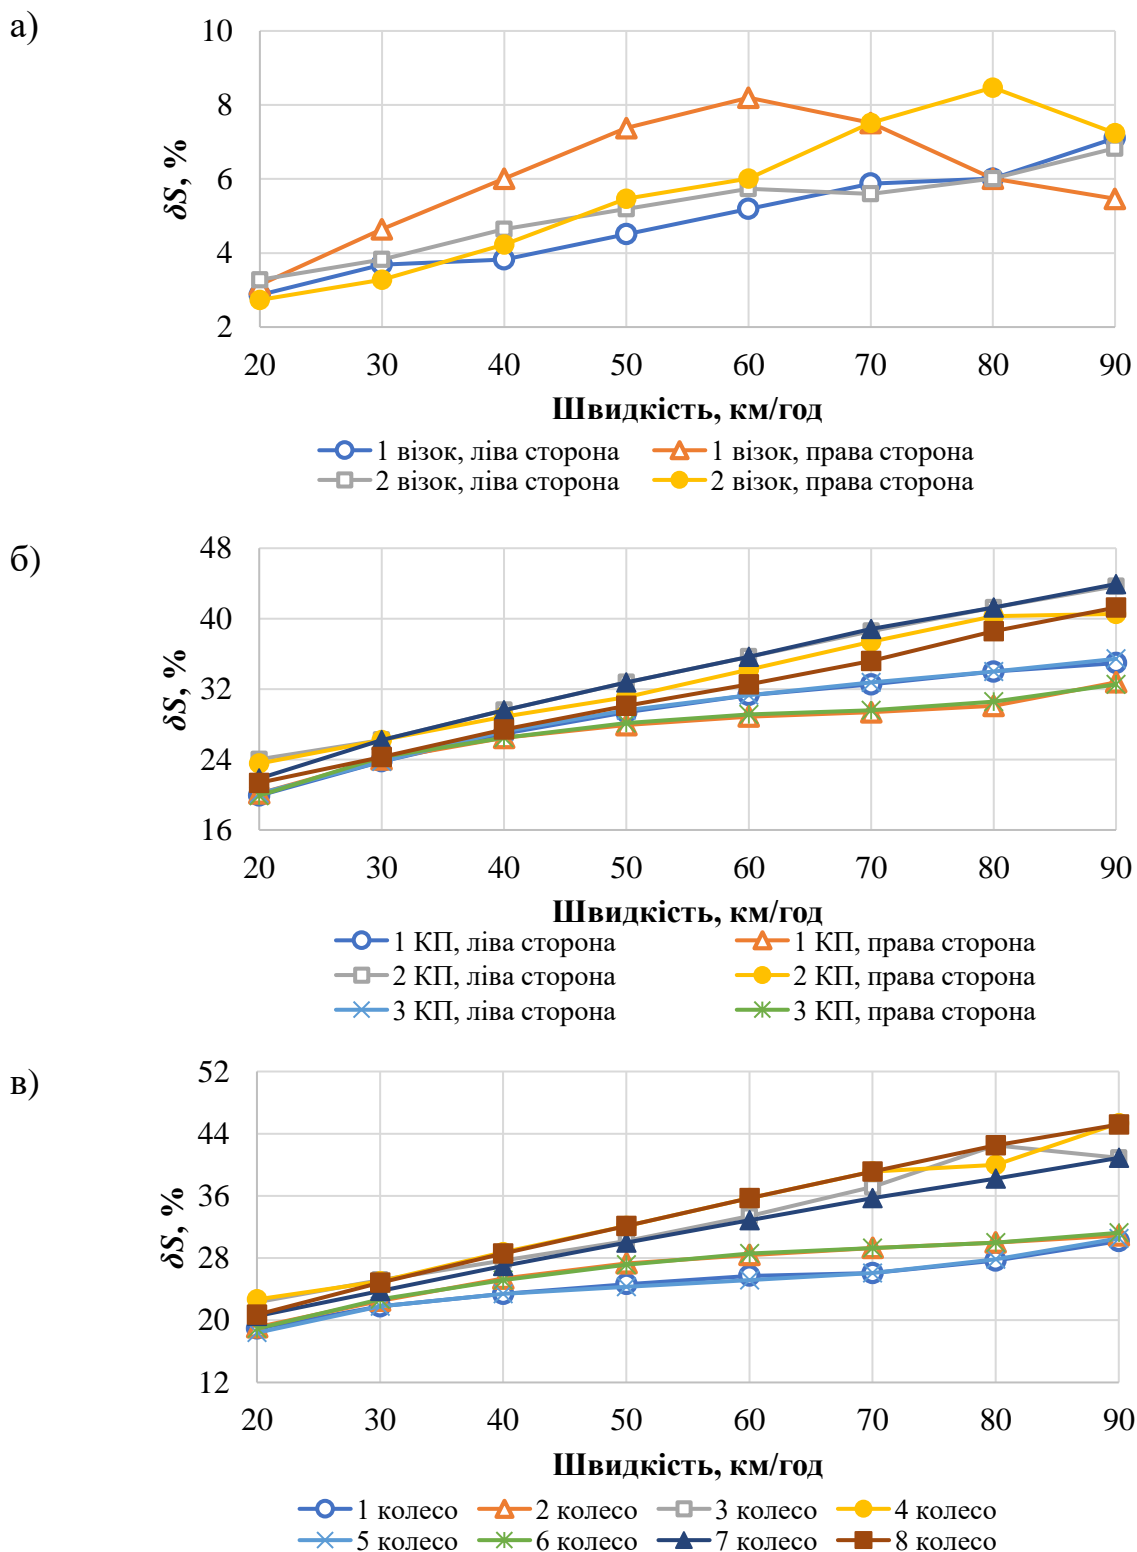 а)
10
8
6
4
2
δS, %
20 30 40 50 60 70 80 90
Швидкість, км/год
1 візок, ліва сторона 1 візок, права сторона
2 візок, ліва сторона 2 візок, права сторона
б)
48
40
32
24
16
δS, %
20 30 40 50 60 70 80 90
Швидкість, км/год
1 КП, ліва сторона 1 КП, права сторона
2 КП, ліва сторона 2 КП, права сторона
3 КП, ліва сторона 3 КП, права сторона
в)
52
44
36
28
20
12
δS, %
20 30 40 50 60 70 80 90
Швидкість, км/год
1 колесо 2 колесо 3 колесо 4 колесо
5 колесо 6 колесо 7 колесо 8 колесо